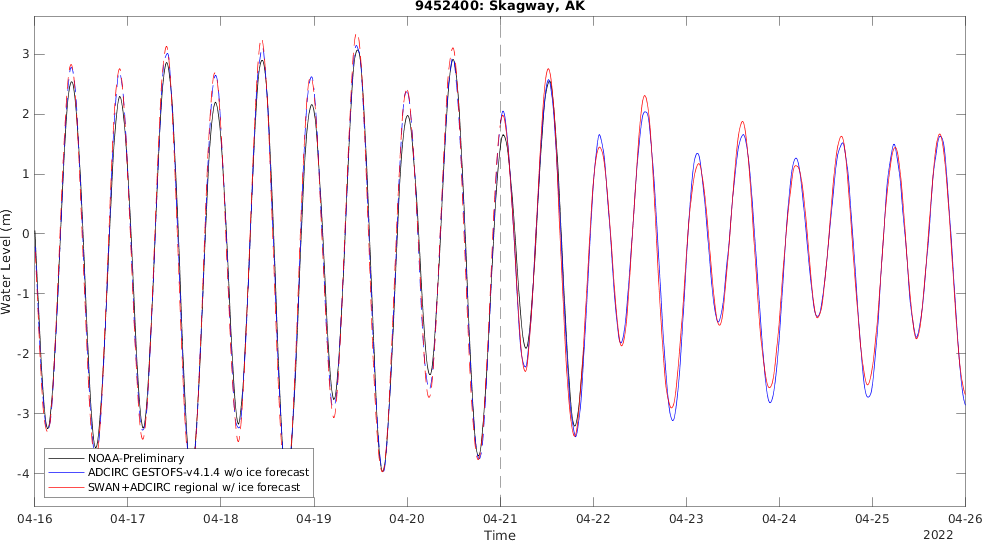 9452400: Skagway, AK
Water Level (m)
3
2
1
0
-1
-2
-3
-4
NOAA-Preliminary
ADCIRC GESTOFS-v4.1.4 w/o ice forecast
SWAN+ADCIRC regional w/ ice forecast
04-16 04-17 04-18 04-19 04-20 04-21 04-22 04-23 04-24 04-25 04-26
Time
2022